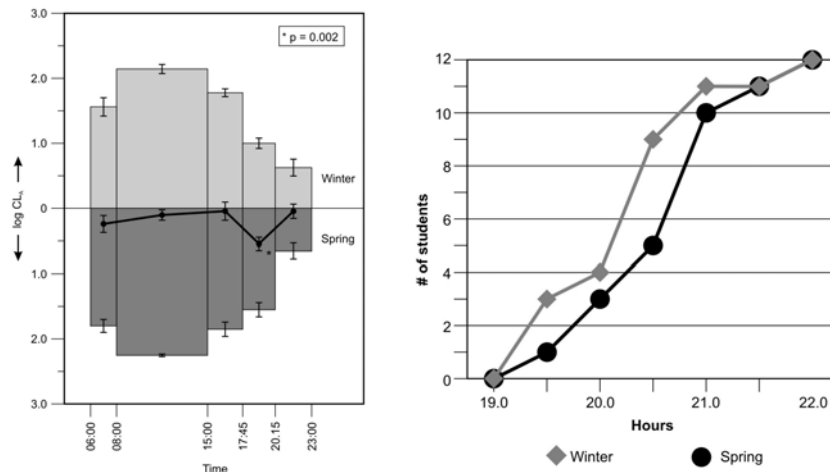 3.0
* p = 0.002
2.0
1.0
Winter
0
Spring
1.0
2.0
3.0
log CLA
06:00
08:00
15:00
17:45
20.15
23:00
*
Time
12
10
8
6
4
2
0
# of students
19.0
20.0
21.0
22.0
Hours
Winter
Spring